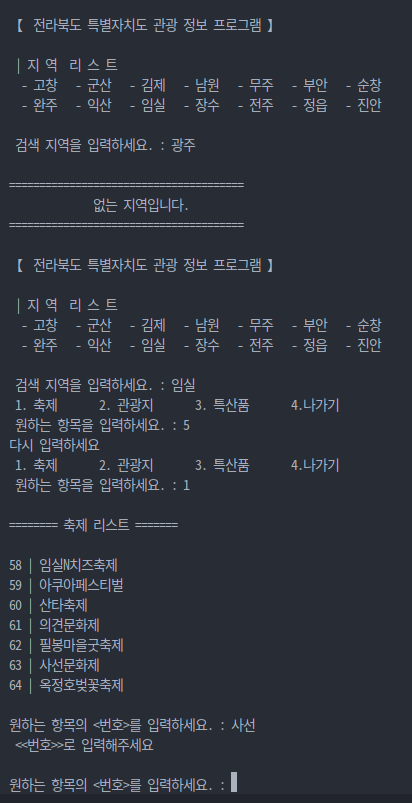 【 전라북도 특별자치도 관광 정보 프로그램 】
| 지 역 리 스 트
- 고창 - 군산 - 김제 - 남원 - 무주 - 부안 - 순창
- 완주 - 익산 - 임실 - 장수 - 전주 - 정읍 - 진안
검색 지역을 입력하세요. : 광주
=======================================
없는 지역입니다.
=======================================
【 전라북도 특별자치도 관광 정보 프로그램 】
| 지 역 리 스 트
- 고창 - 군산 - 김제 - 남원 - 무주 - 부안 - 순창
- 완주 - 익산 - 임실 - 장수 - 전주 - 정읍 - 진안
검색 지역을 입력하세요. : 임실
1. 축제 2. 관광지 3. 특산품 4.나가기
원하는 항목을 입력하세요. : 5
다시 입력하세요
1. 축제 2. 관광지 3. 특산품 4.나가기
원하는 항목을 입력하세요. : 1
======== 축제 리스트 =======
58 | 임실N치즈축제
59 | 아쿠아페스티벌
60 | 산타축제
61 | 의견문화제
62 | 필봉마을굿축제
63 | 사선문화제
64 | 옥정호벚꽃축제
원하는 항목의 <번호>를 입력하세요. : 사선
<<번호>>로 입력해주세요
원하는 항목의 <번호>를 입력하세요. :